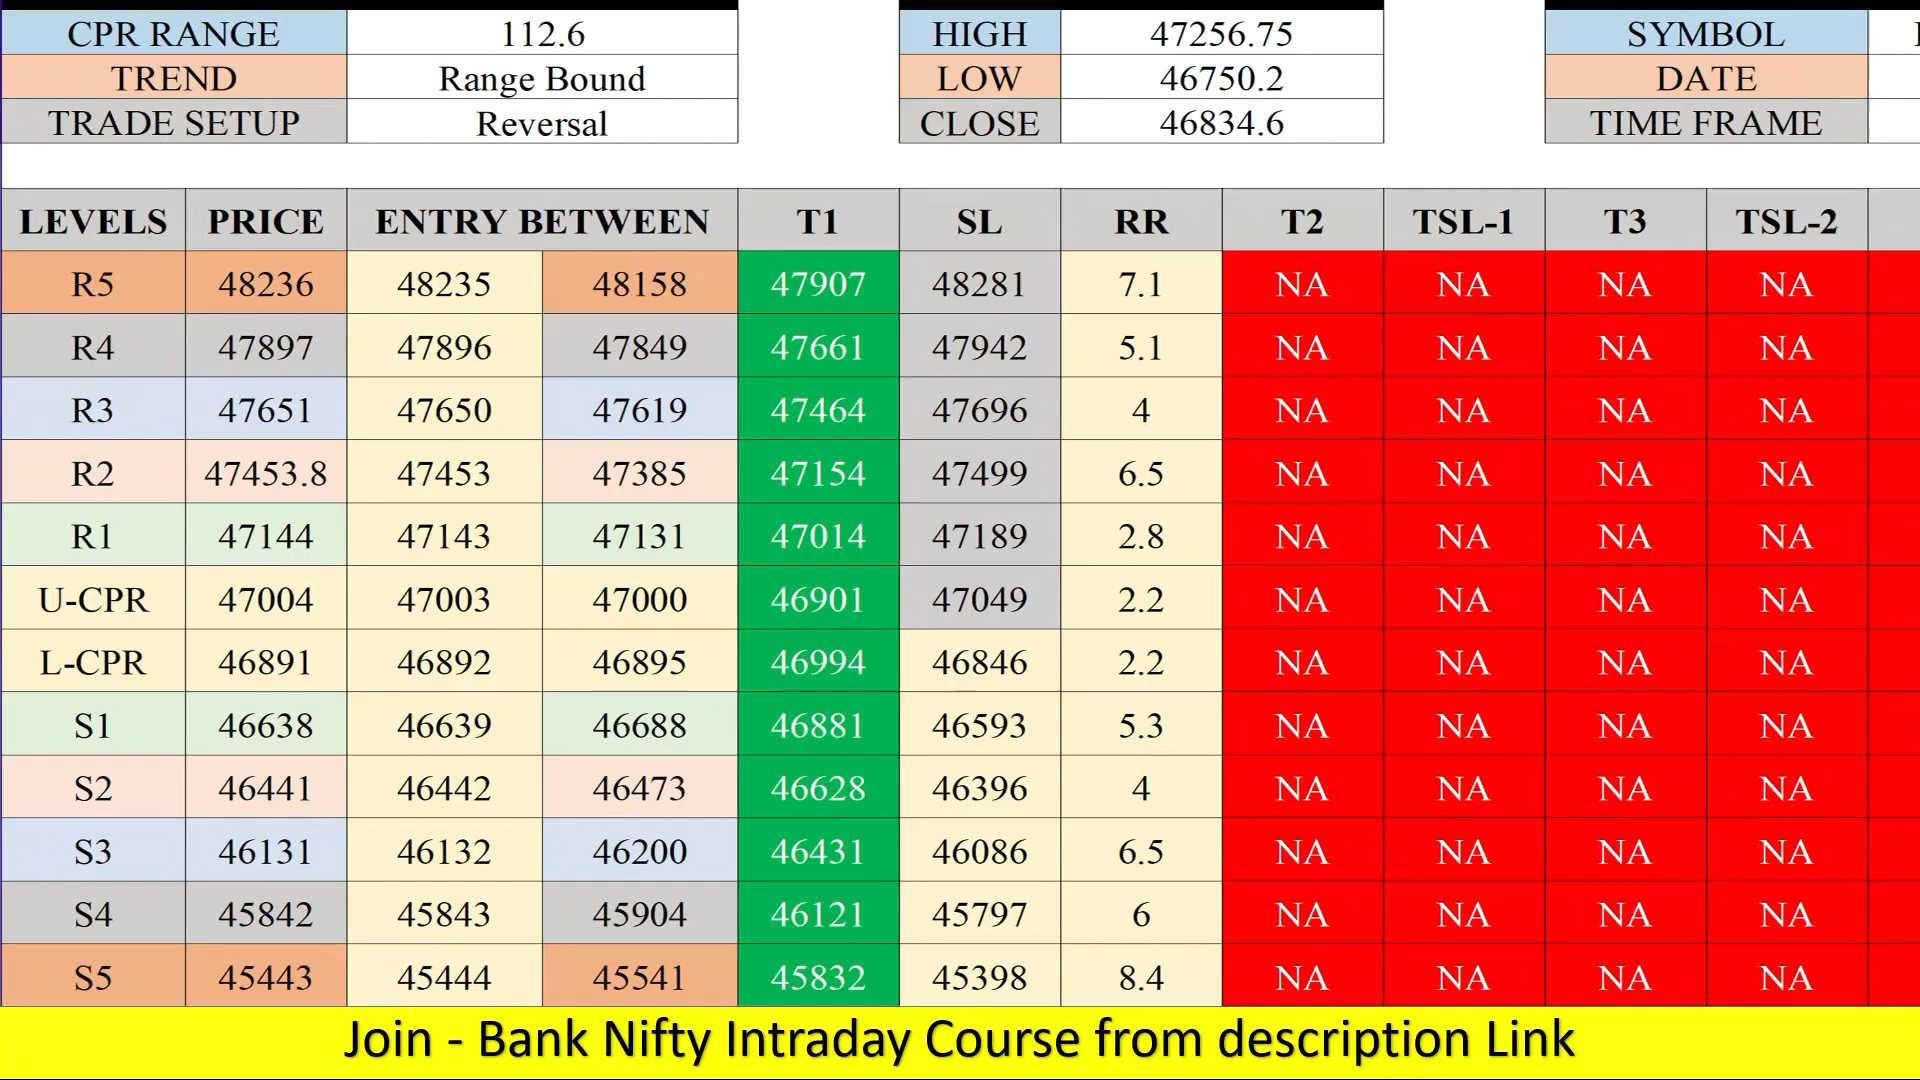 CPR RANGE 112.6 HIGH 47256.75 SYMBOL
TREND Range Bound LOW 46750.2 DATE
TRADE SETUP Reversal CLOSE 46834.6 TIME FRAME
LEVELS PRICE ENTRY BETWEEN T1 SL RR T2 TSL-1 T3 TSL-2
R5 48236 48235 48158 47907 48281 7.1 NA NA NA NA
R4 47897 47896 47849 47661 47942 5.1 NA NA NA NA
R3 47651 47650 47619 47464 47696 4 NA NA NA NA
R2 47453.8 47453 47385 47154 47499 6.5 NA NA NA NA
R1 47144 47143 47131 47014 47189 2.8 NA NA NA NA
U-CPR 47004 47003 47000 46901 47049 2.2 NA NA NA NA
L-CPR 46891 46892 46895 46994 46846 2.2 NA NA NA NA
S1 46638 46639 46688 46881 46593 5.3 NA NA NA NA
S2 46441 46442 46473 46628 46396 4 NA NA NA NA
S3 46131 46132 46200 46431 46086 6.5 NA NA NA NA
S4 45842 45843 45904 46121 45797 6 NA NA NA NA
S5 45443 45444 45541 45832 45398 8.4 NA NA NA NA
Join - Bank Nifty Intraday Course from description Link